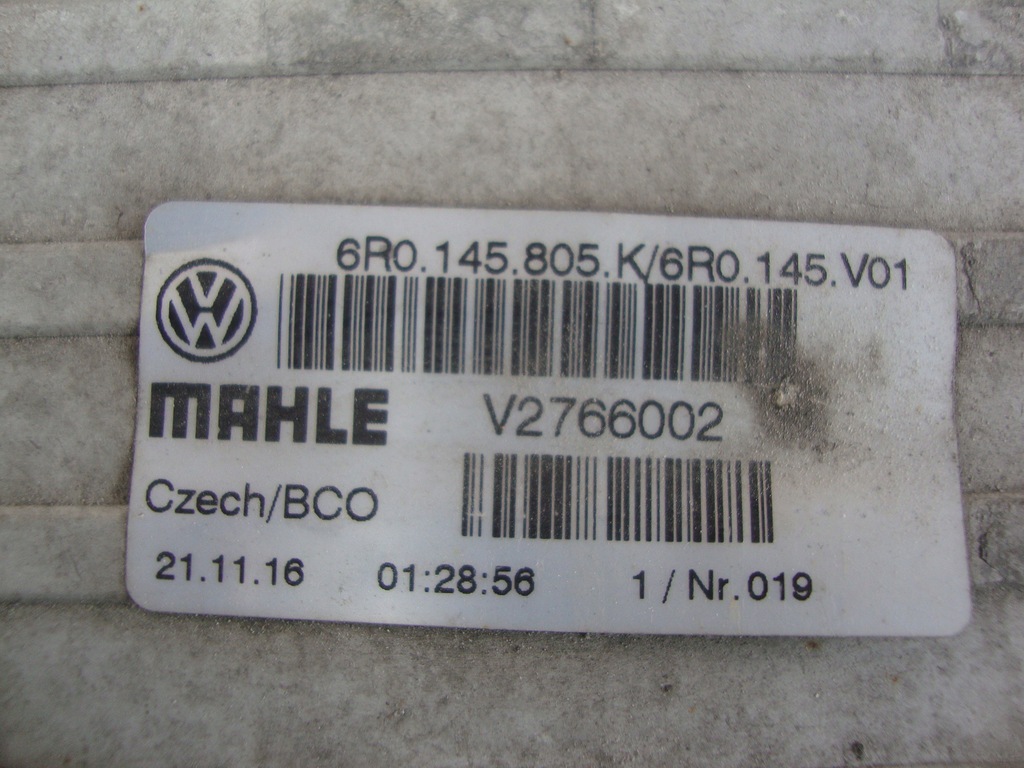 6R0.145.805.K/6R0.145.V01
MAHLE
V2766002
Czech/BCO
21.11.16 01:28:56 1 / Nr.019